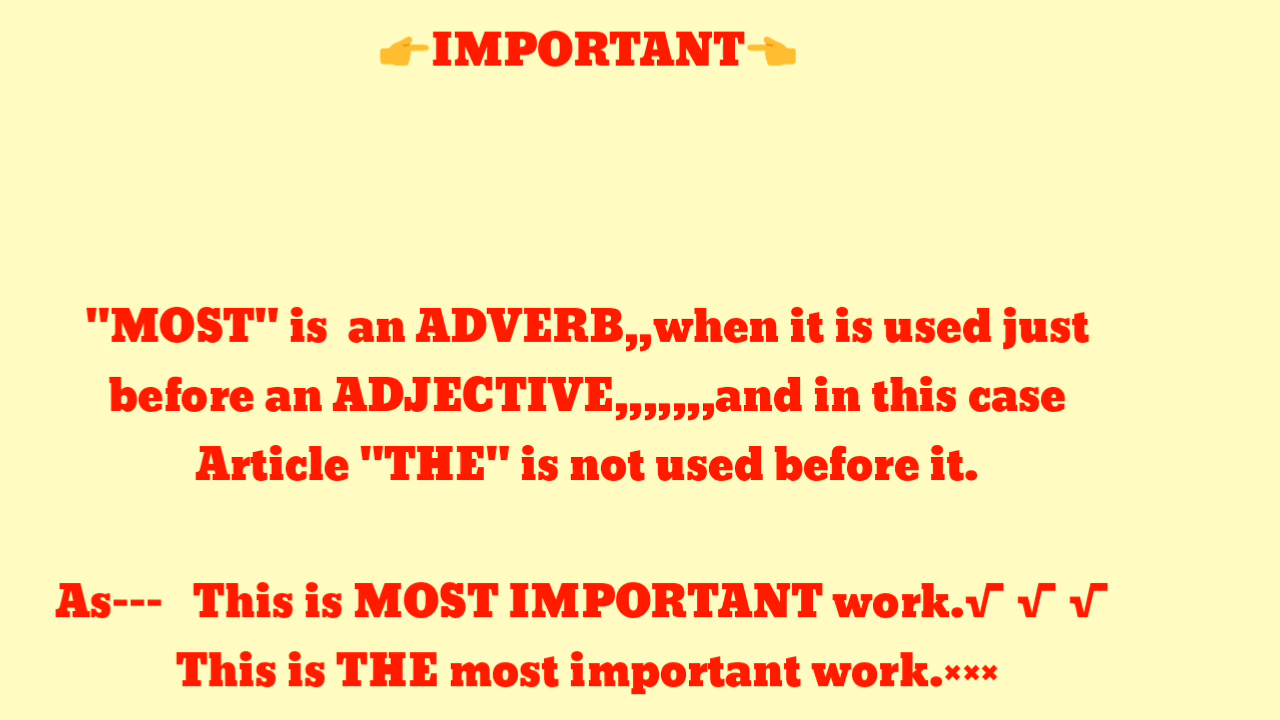 👉IMPORTANT👈
"MOST" is an ADVERB,,when it is used just
before an ADJECTIVE,,,,,,,and in this case
Article "THE" is not used before it.
As--- This is MOST IMPORTANT work.√ √ √
This is THE most important work.×××